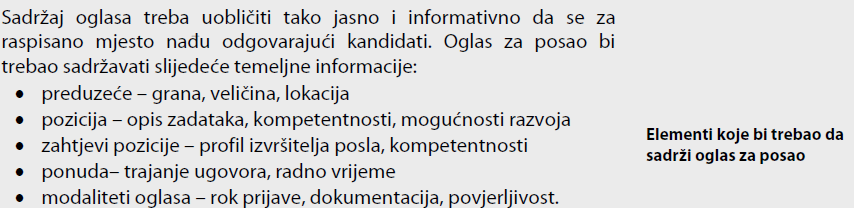 Sadržaj oglasa treba uobličiti tako jasno i informativno da se za
raspisano mjesto nađu odgovarajući kandidati. Oglas za posao bi
trebao sadržavati slijedeće temeljne informacije:
• preduzeće – grana, veličina, lokacija
• pozicija – opis zadataka, kompetentnosti, mogućnosti razvoja
• zahtjevi pozicije – profil izvršitelja posla, kompetentnosti
• ponuda– trajanje ugovora, radno vrijeme
• modaliteti oglasa – rok prijave, dokumentacija, povjerljivost.
Elementi koje bi trebao da
sadrži oglas za posao